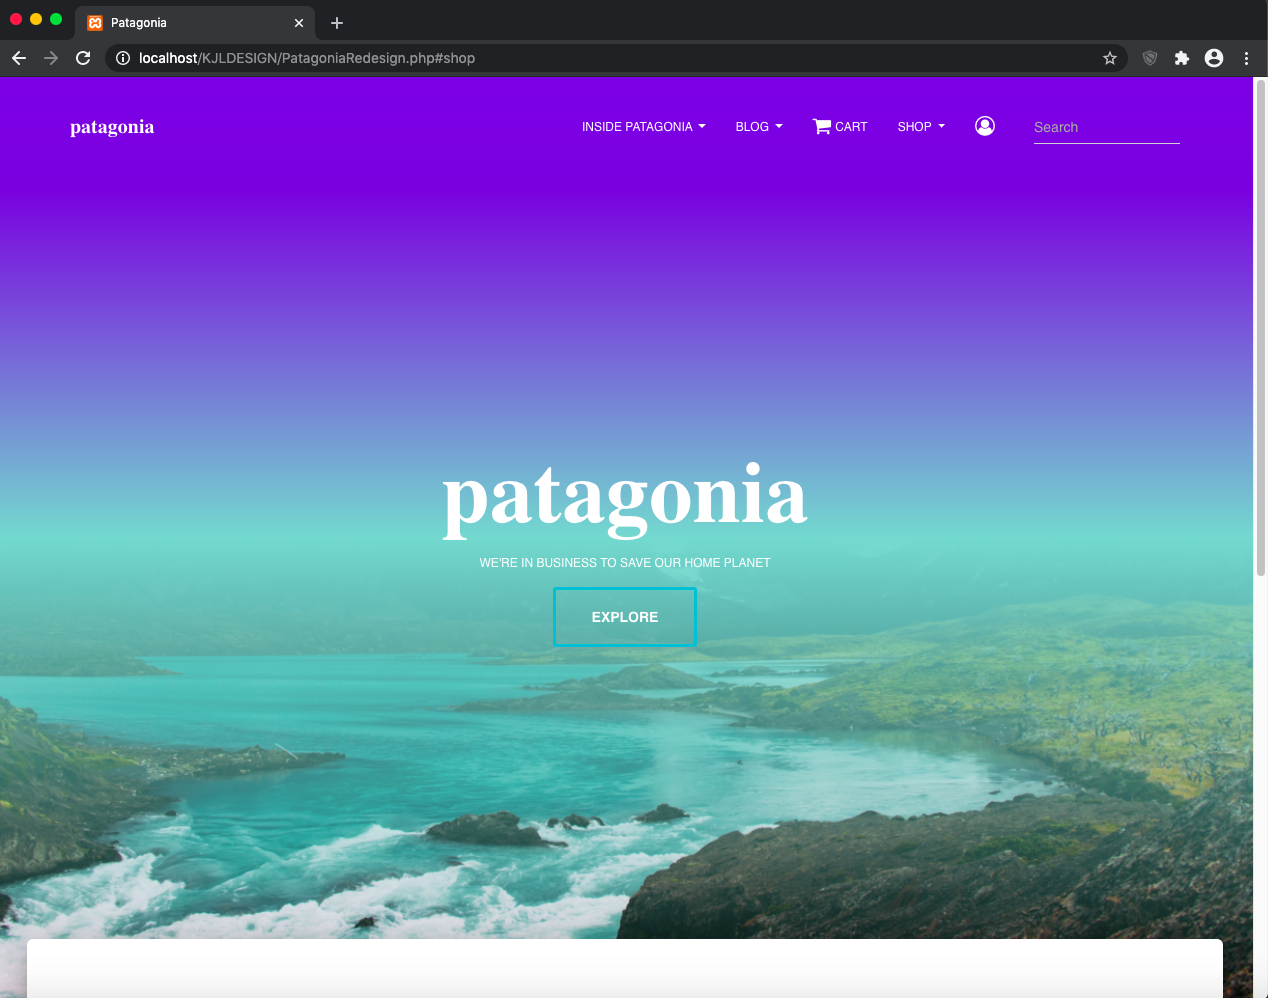 Patagonia
localhost/KJLDESIGN/PatagoniaRedesign.php#shop
patagonia
INSIDE PATAGONIA
BLOG
CART
SHOP
Search
patagonia
WE'RE IN BUSINESS TO SAVE OUR HOME PLANET
EXPLORE